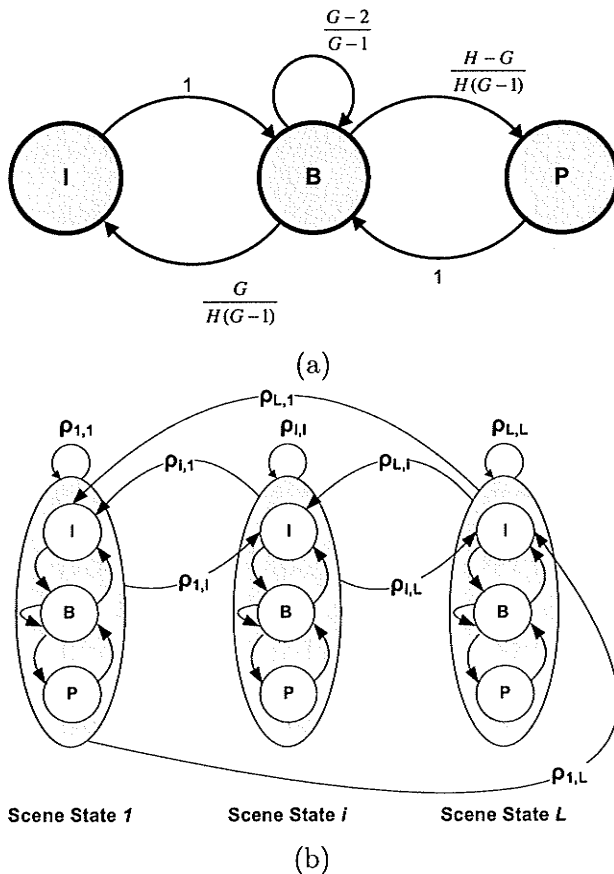 G−2
G−1
H−G
H(G−1)
1
I
B
P
1
G
H(G−1)
(a)
ρL,1
ρ1,1
ρi,i
ρL,L
ρi,1
ρL,i
I
I
I
ρ1,i
ρi,L
B
B
B
P
P
P
ρ1,L
Scene State 1
Scene State i
Scene State L
(b)